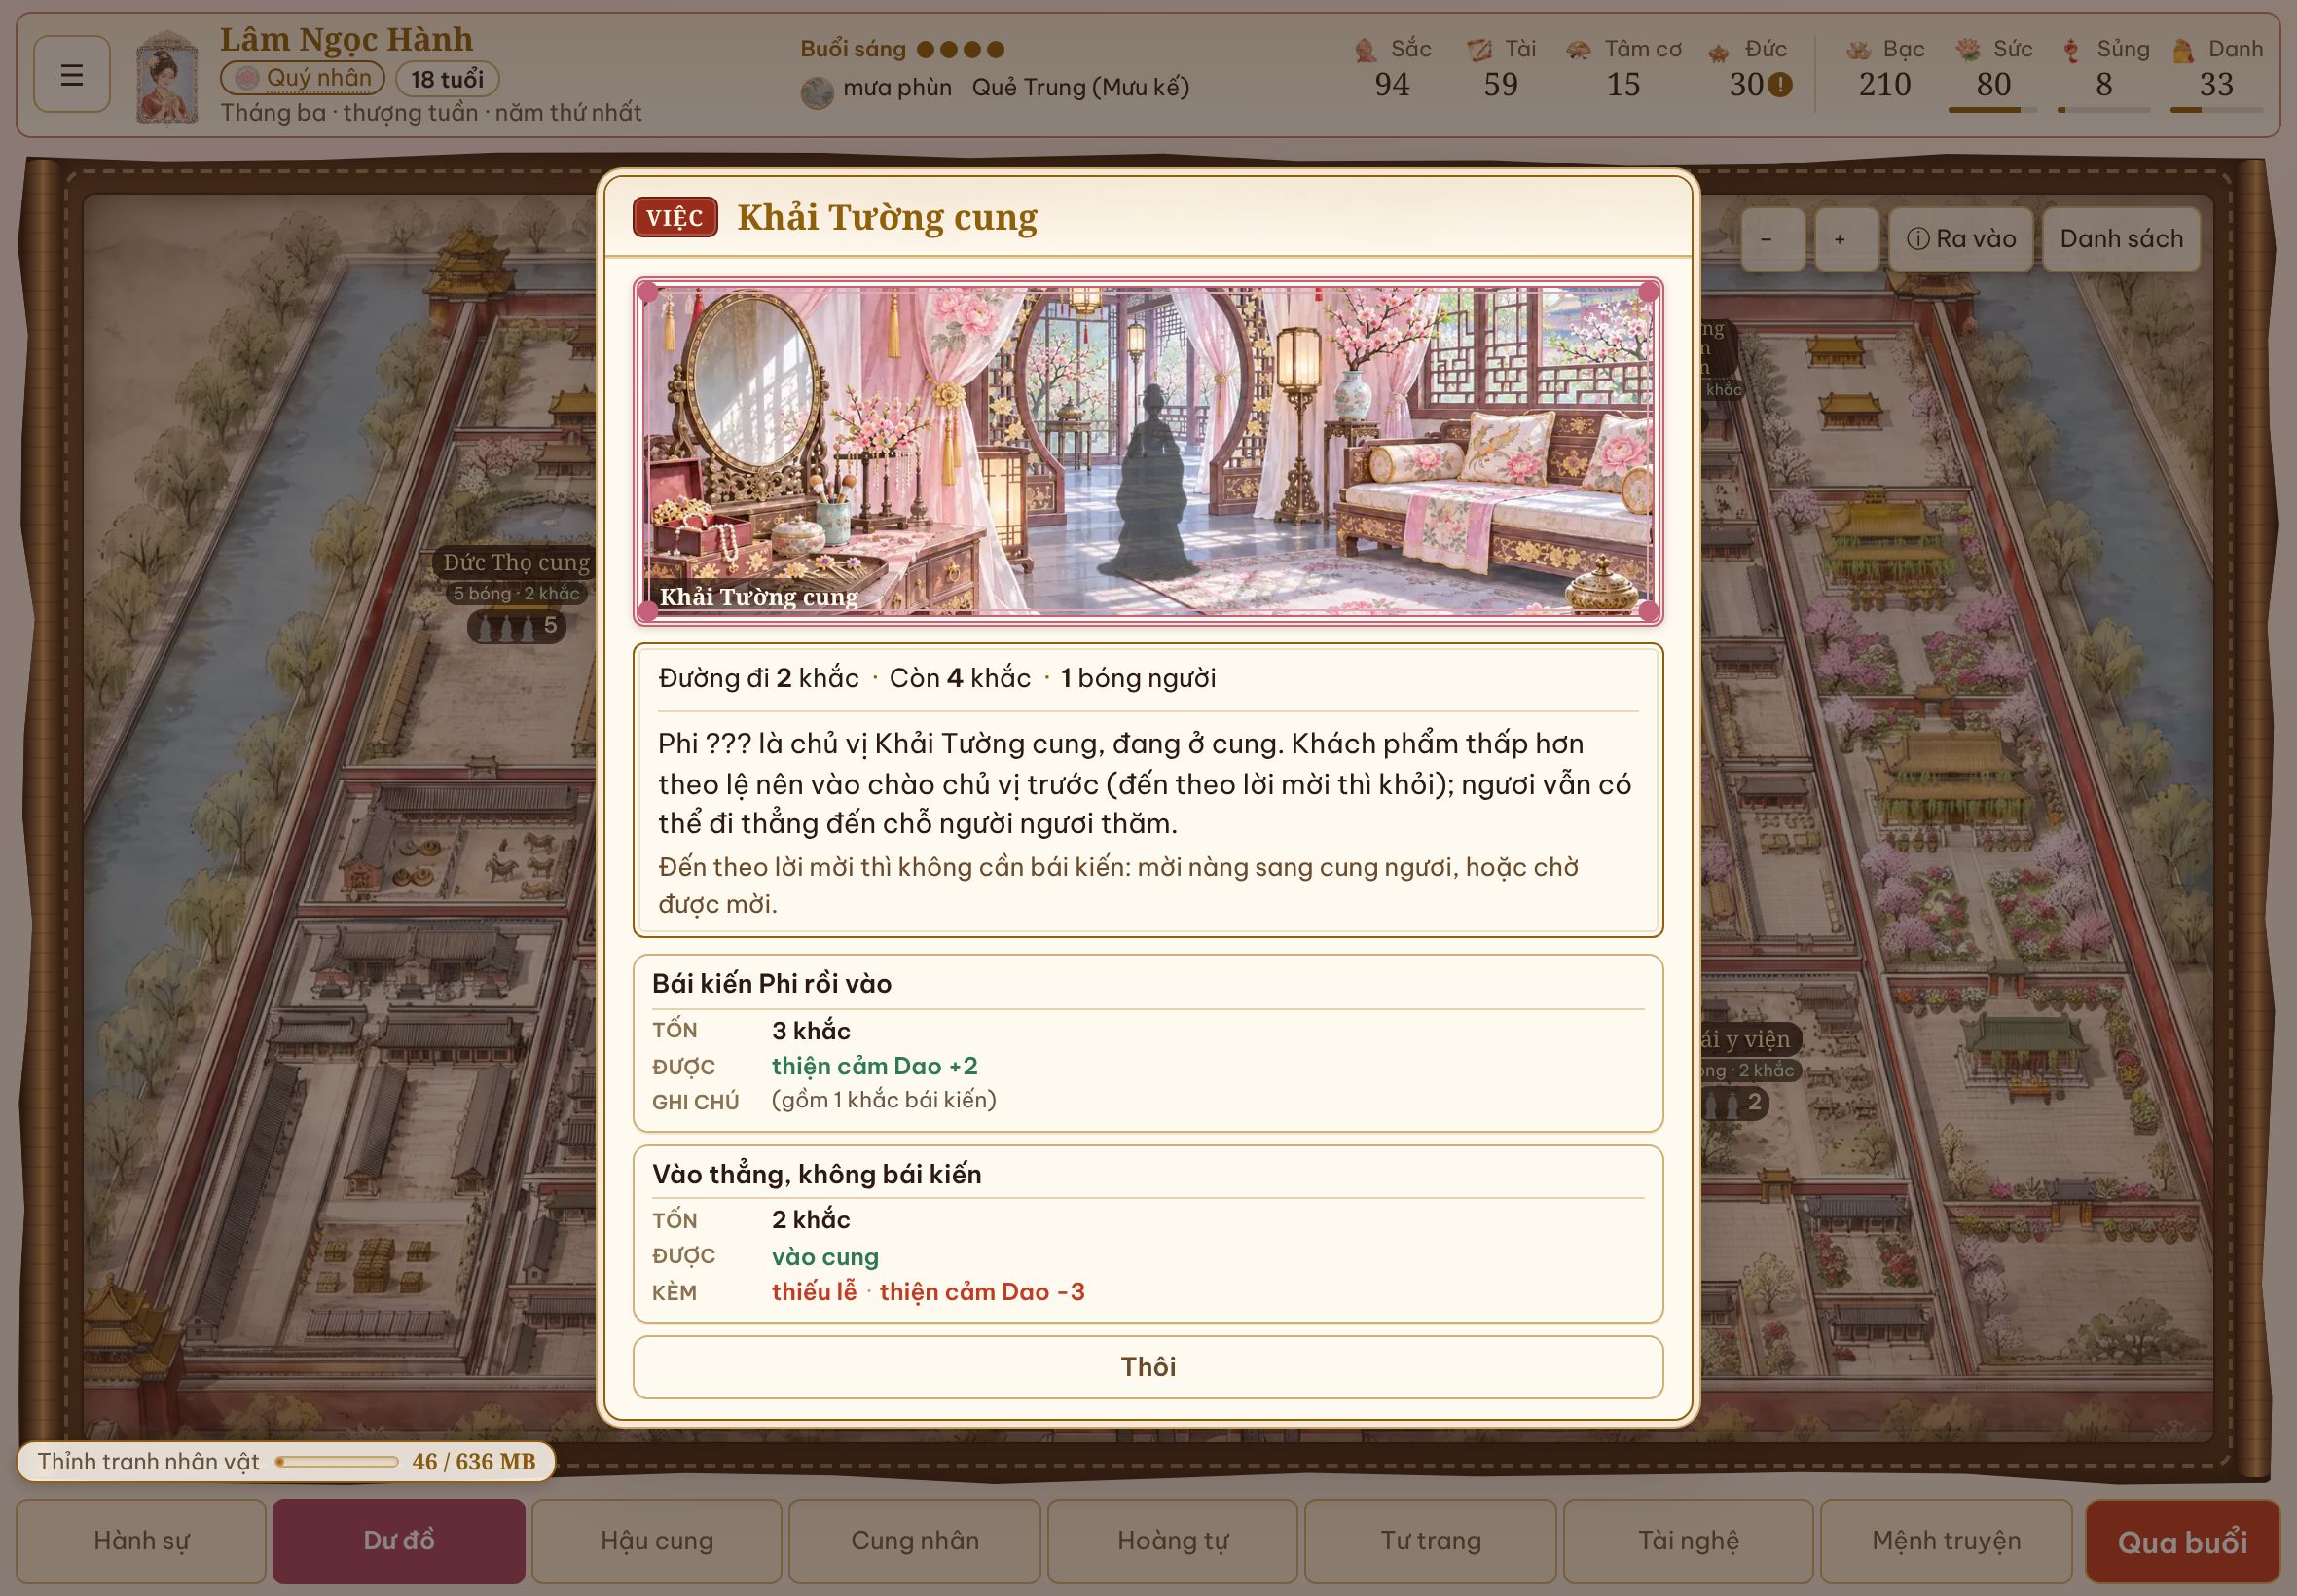 ☰
Lâm Ngọc Hành
Quý nhân
18 tuổi
Tháng ba · thượng tuần · năm thứ nhất
Buổi sáng
mưa phùn Quẻ Trung (Mưu kế)
Sắc
94
Tài
59
Tâm cơ
15
Đức
30 !
Bạc
210
Sức
80
Sủng
8
Danh
33
−
+
ⓘ Ra vào
Danh sách
Đức Thọ cung
5 bóng · 2 khắc
5
khắc
viện
2 khắc
2
VIỆC
Khải Tường cung
Khải Tường cung
Đường đi 2 khắc · Còn 4 khắc · 1 bóng người
Phi ??? là chủ vị Khải Tường cung, đang ở cung. Khách phẩm thấp hơn
theo lệ nên vào chào chủ vị trước (đến theo lời mời thì khỏi); ngươi vẫn có
thể đi thẳng đến chỗ người ngươi thăm.
Đến theo lời mời thì không cần bái kiến: mời nàng sang cung ngươi, hoặc chờ
được mời.
Bái kiến Phi rồi vào
TỐN 3 khắc
ĐƯỢC thiện cảm Dao +2
GHI CHÚ (gồm 1 khắc bái kiến)
Vào thẳng, không bái kiến
TỐN 2 khắc
ĐƯỢC vào cung
KÈM thiếu lễ · thiện cảm Dao -3
Thôi
Thỉnh tranh nhân vật 46 / 636 MB
Hành sự
Dư đồ
Hậu cung
Cung nhân
Hoàng tự
Tư trang
Tài nghệ
Mệnh truyện
Qua buổi